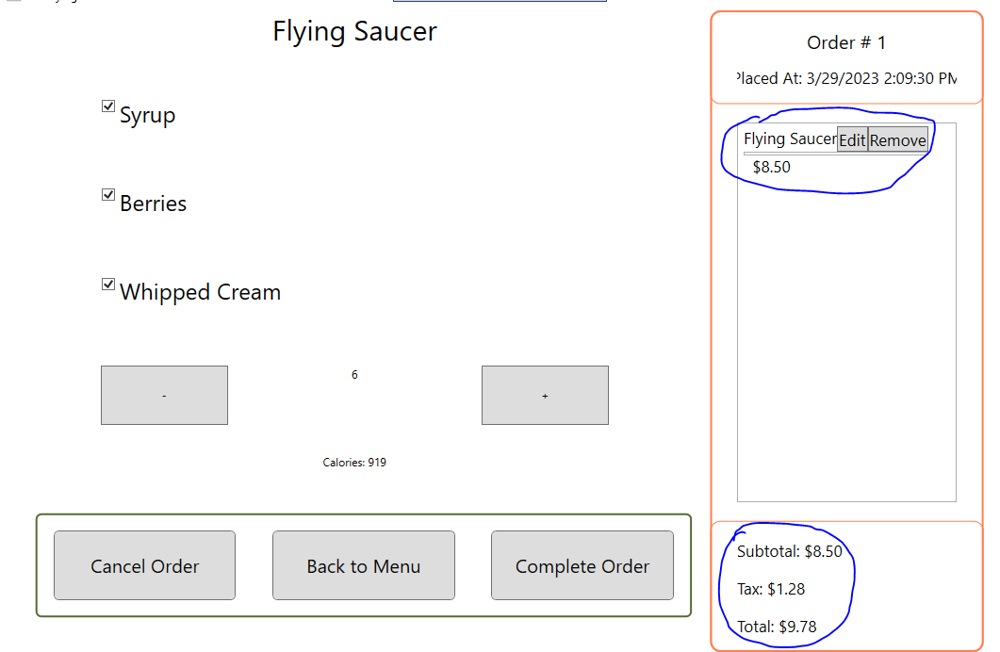 Flying Saucer
Syrup
Berries
Whipped Cream
-
6
+
Calories: 919
Cancel Order
Back to Menu
Complete Order
Order # 1
Placed At: 3/29/2023 2:09:30 PM
Flying Saucer Edit Remove
$8.50
Subtotal: $8.50
Tax: $1.28
Total: $9.78